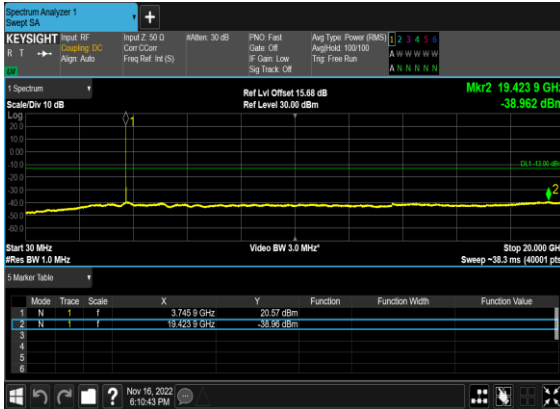 Spectrum Analyzer 1
Swept SA
+
KEYSIGHT Input: RF Input Z: 50 Ω #Atten: 30 dB PNO: Fast Avg Type: Power (RMS) 1 2 3 4 5 6
R T Coupling: DC Corr CCorr Gate: Off Avg|Hold: 100/100 A W W W W W
Align: Auto Freq Ref: Int (S) IF Gain: Low Trig: Free Run
Sig Track: Off A N N N N N
1 Spectrum Ref Lvl Offset 15.68 dB Mkr2 19.423 9 GHz
Scale/Div 10 dB Ref Level 30.00 dBm -38.962 dBm
Log
20.0
10.0
0.00
-10.0
DL1 -13.00 dBm
-20.0
-30.0
-40.0
-50.0
-60.0
1
2
Start 30 MHz Video BW 3.0 MHz* Stop 20.000 GH
#Res BW 1.0 MHz Sweep ~38.3 ms (40001 pts
5 Marker Table
Mode Trace Scale X Y Function Function Width Function Value
1 N 1 f 3.745 9 GHz 20.57 dBm
2 N 1 f 19.423 9 GHz -38.96 dBm
3
4
5
6
? Nov 16, 2022
6:10:43 PM